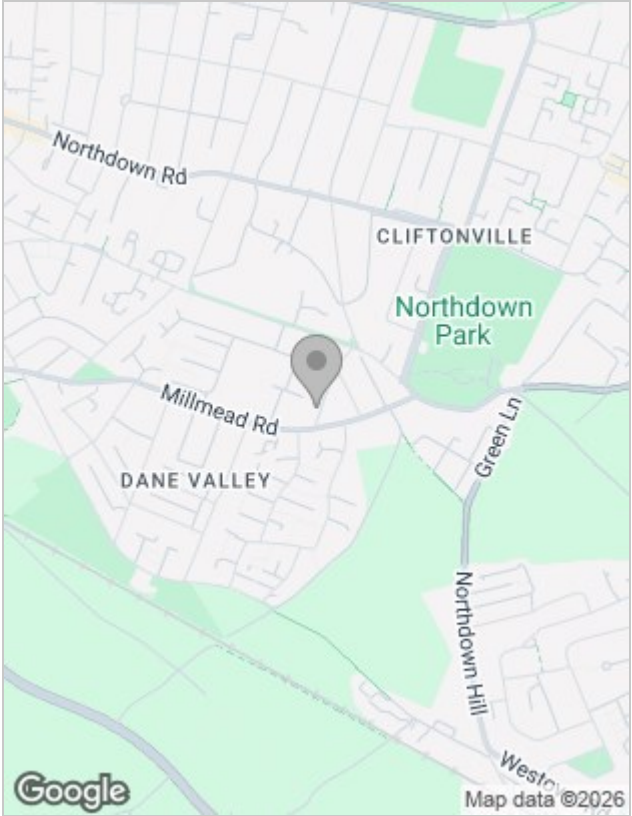 Northdown Rd
CLIFTONVILLE
Northdown
Park
Millmead Rd
Green Ln
DANE VALLEY
Northdown Hill
Google
Map data ©2026